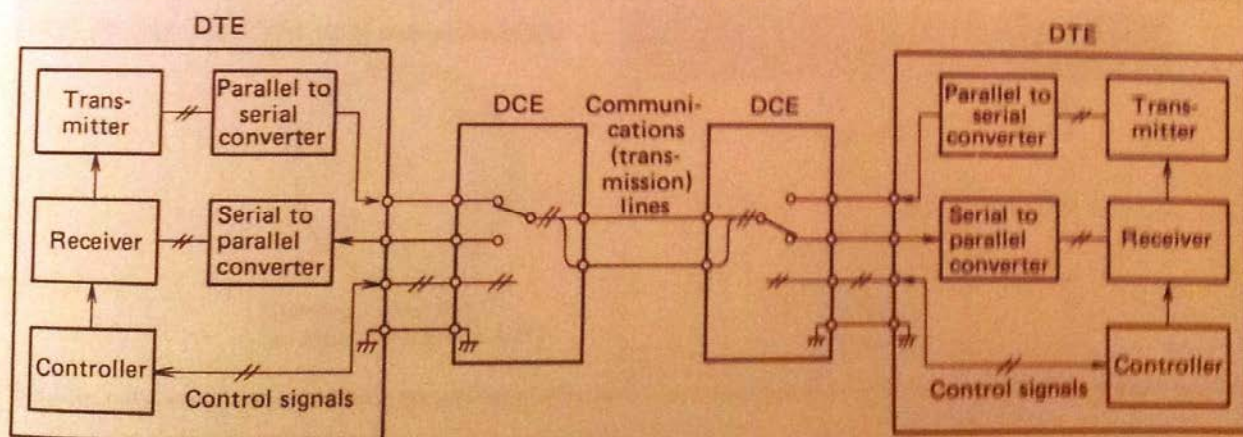 DTE
Trans-
mitter
Parallel to
serial
converter
Receiver
Serial to
parallel
converter
Controller
Control signals
DCE
Communi-
cations
(trans-
mission)
lines
DCE
DTE
Parallel to
serial
converter
Trans-
mitter
Serial to
parallel
converter
Receiver
Controller
Control signals